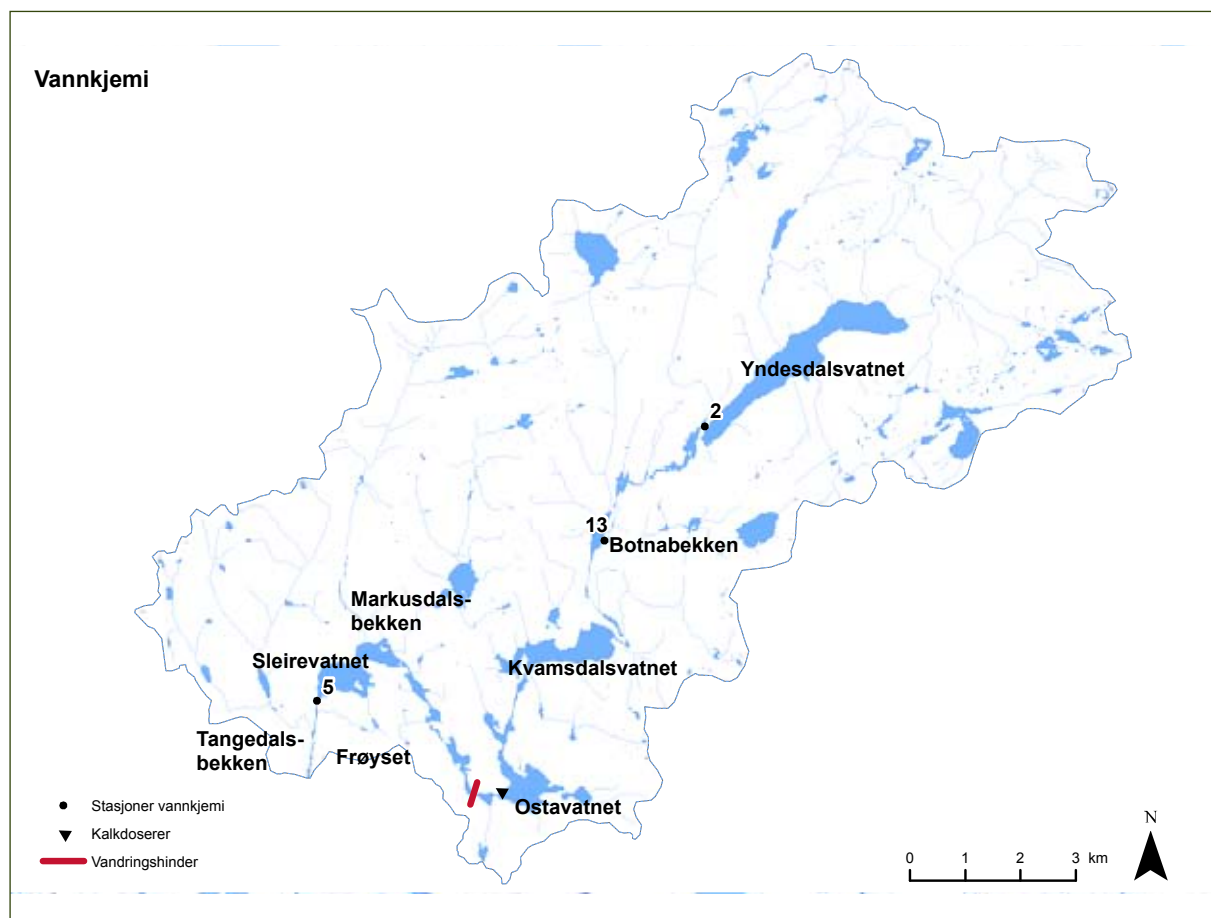 Vannkjemi
Yndesdalsvatnet
2
13
Botnabekken
Markusdals-
bekken
Sleirevatnet
Kvamsdalsvatnet
5
Tangedals-
bekken
Frøyset
Ostavatnet
Stasjoner vannkjemi
Kalkdoserer
Vandringshinder
N
0 1 2 3 km